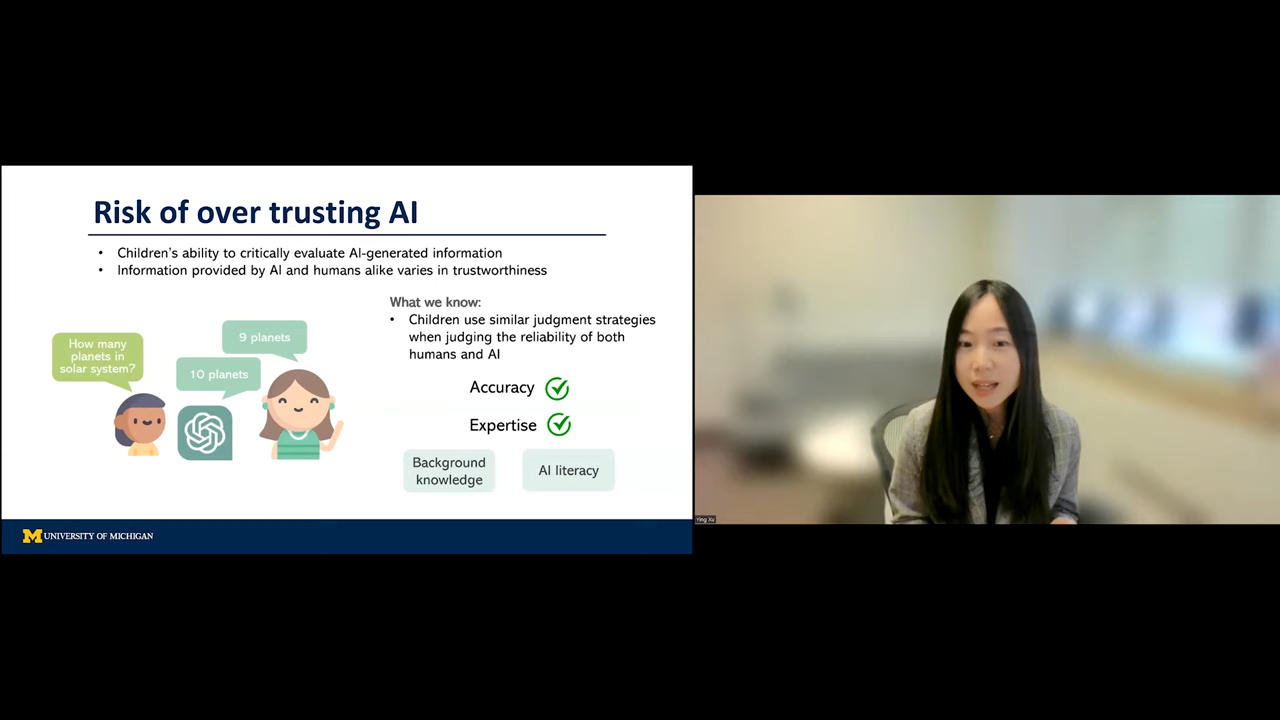 Risk of over trusting AI
• Children's ability to critically evaluate AI-generated information
• Information provided by AI and humans alike varies in trustworthiness
How many
planets in
solar system?
9 planets
10 planets
What we know:
• Children use similar judgment strategies
when judging the reliability of both
humans and AI
Accuracy
Expertise
Background
knowledge
AI literacy
M UNIVERSITY OF MICHIGAN
Ying Xu